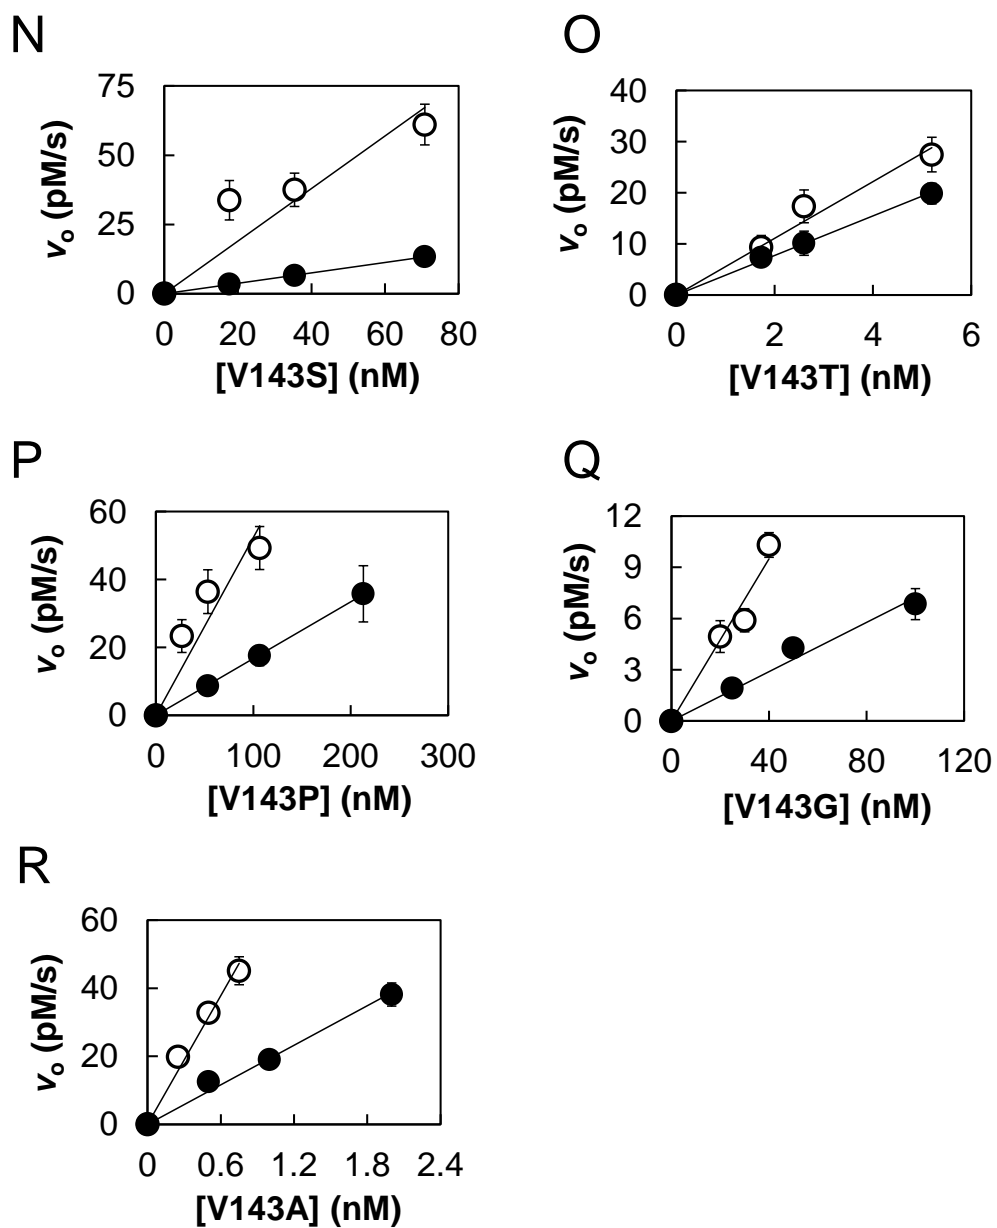 N
75
50
25
0
vo (pM/s)
0 20 40 60 80
[V143S] (nM)
O
40
30
20
10
0
vo (pM/s)
0 2 4 6
[V143T] (nM)
P
60
40
20
0
vo (pM/s)
0 100 200 300
[V143P] (nM)
Q
12
9
6
3
0
vo (pM/s)
0 40 80 120
[V143G] (nM)
R
60
40
20
0
vo (pM/s)
0 0.6 1.2 1.8 2.4
[V143A] (nM)